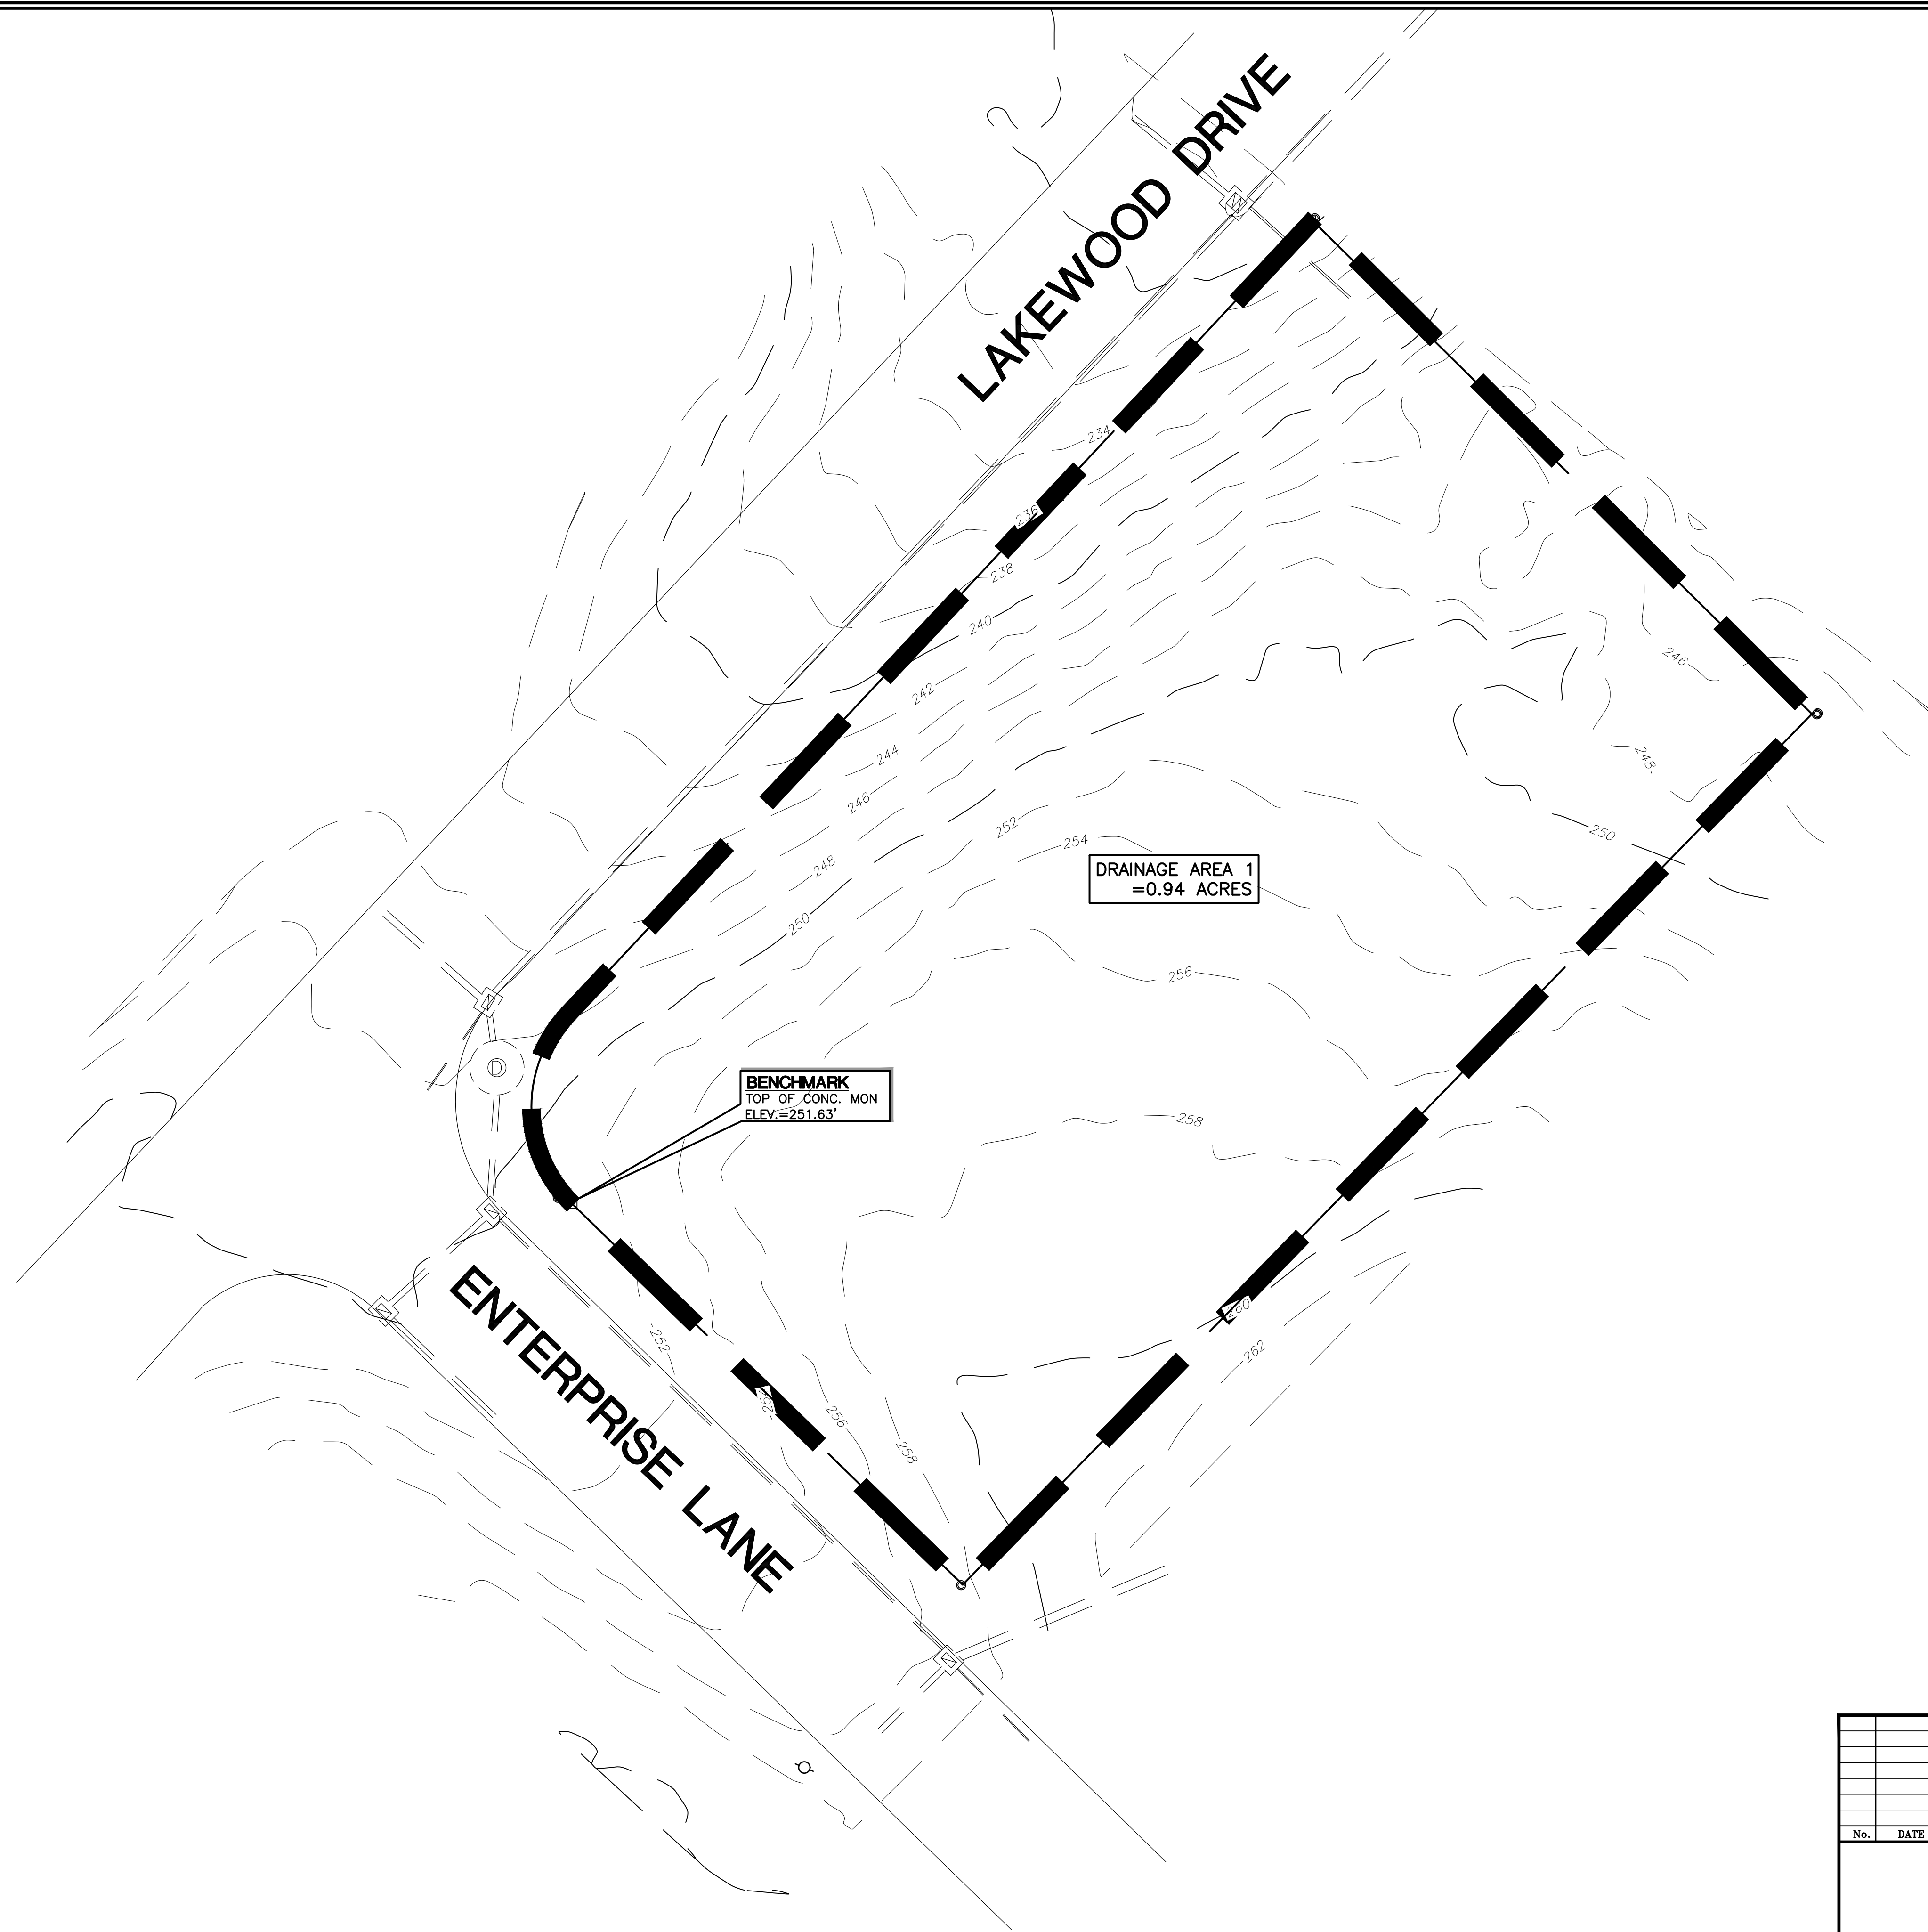 LAKEWOOD DRIVE
234
236
238
240
242
244
246
248
250
252
254
246
248
250
DRAINAGE AREA 1
=0.94 ACRES
256
258
BENCHMARK
TOP OF CONC. MON
ELEV.=251.63'
D
260
262
ENTERPRISE LANE
252
254
256
258
No. DATE